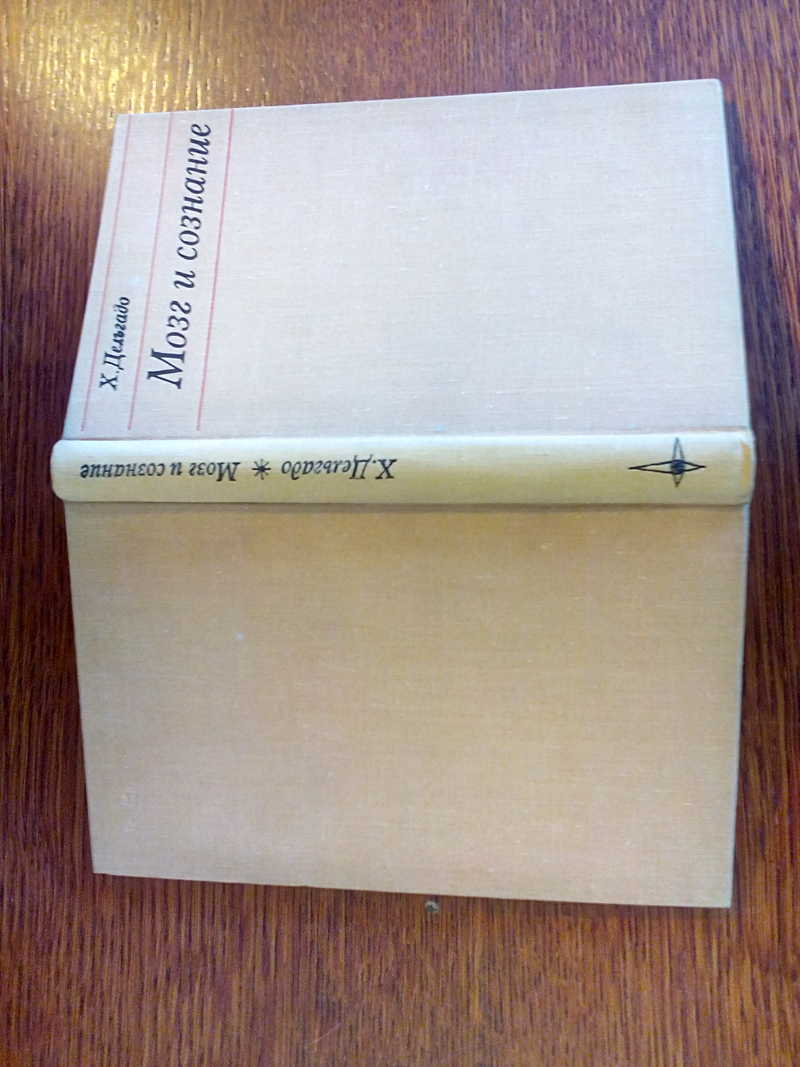 Х. Дельгадо
Мозг и сознание
Х. Дельгадо * Мозг и сознание